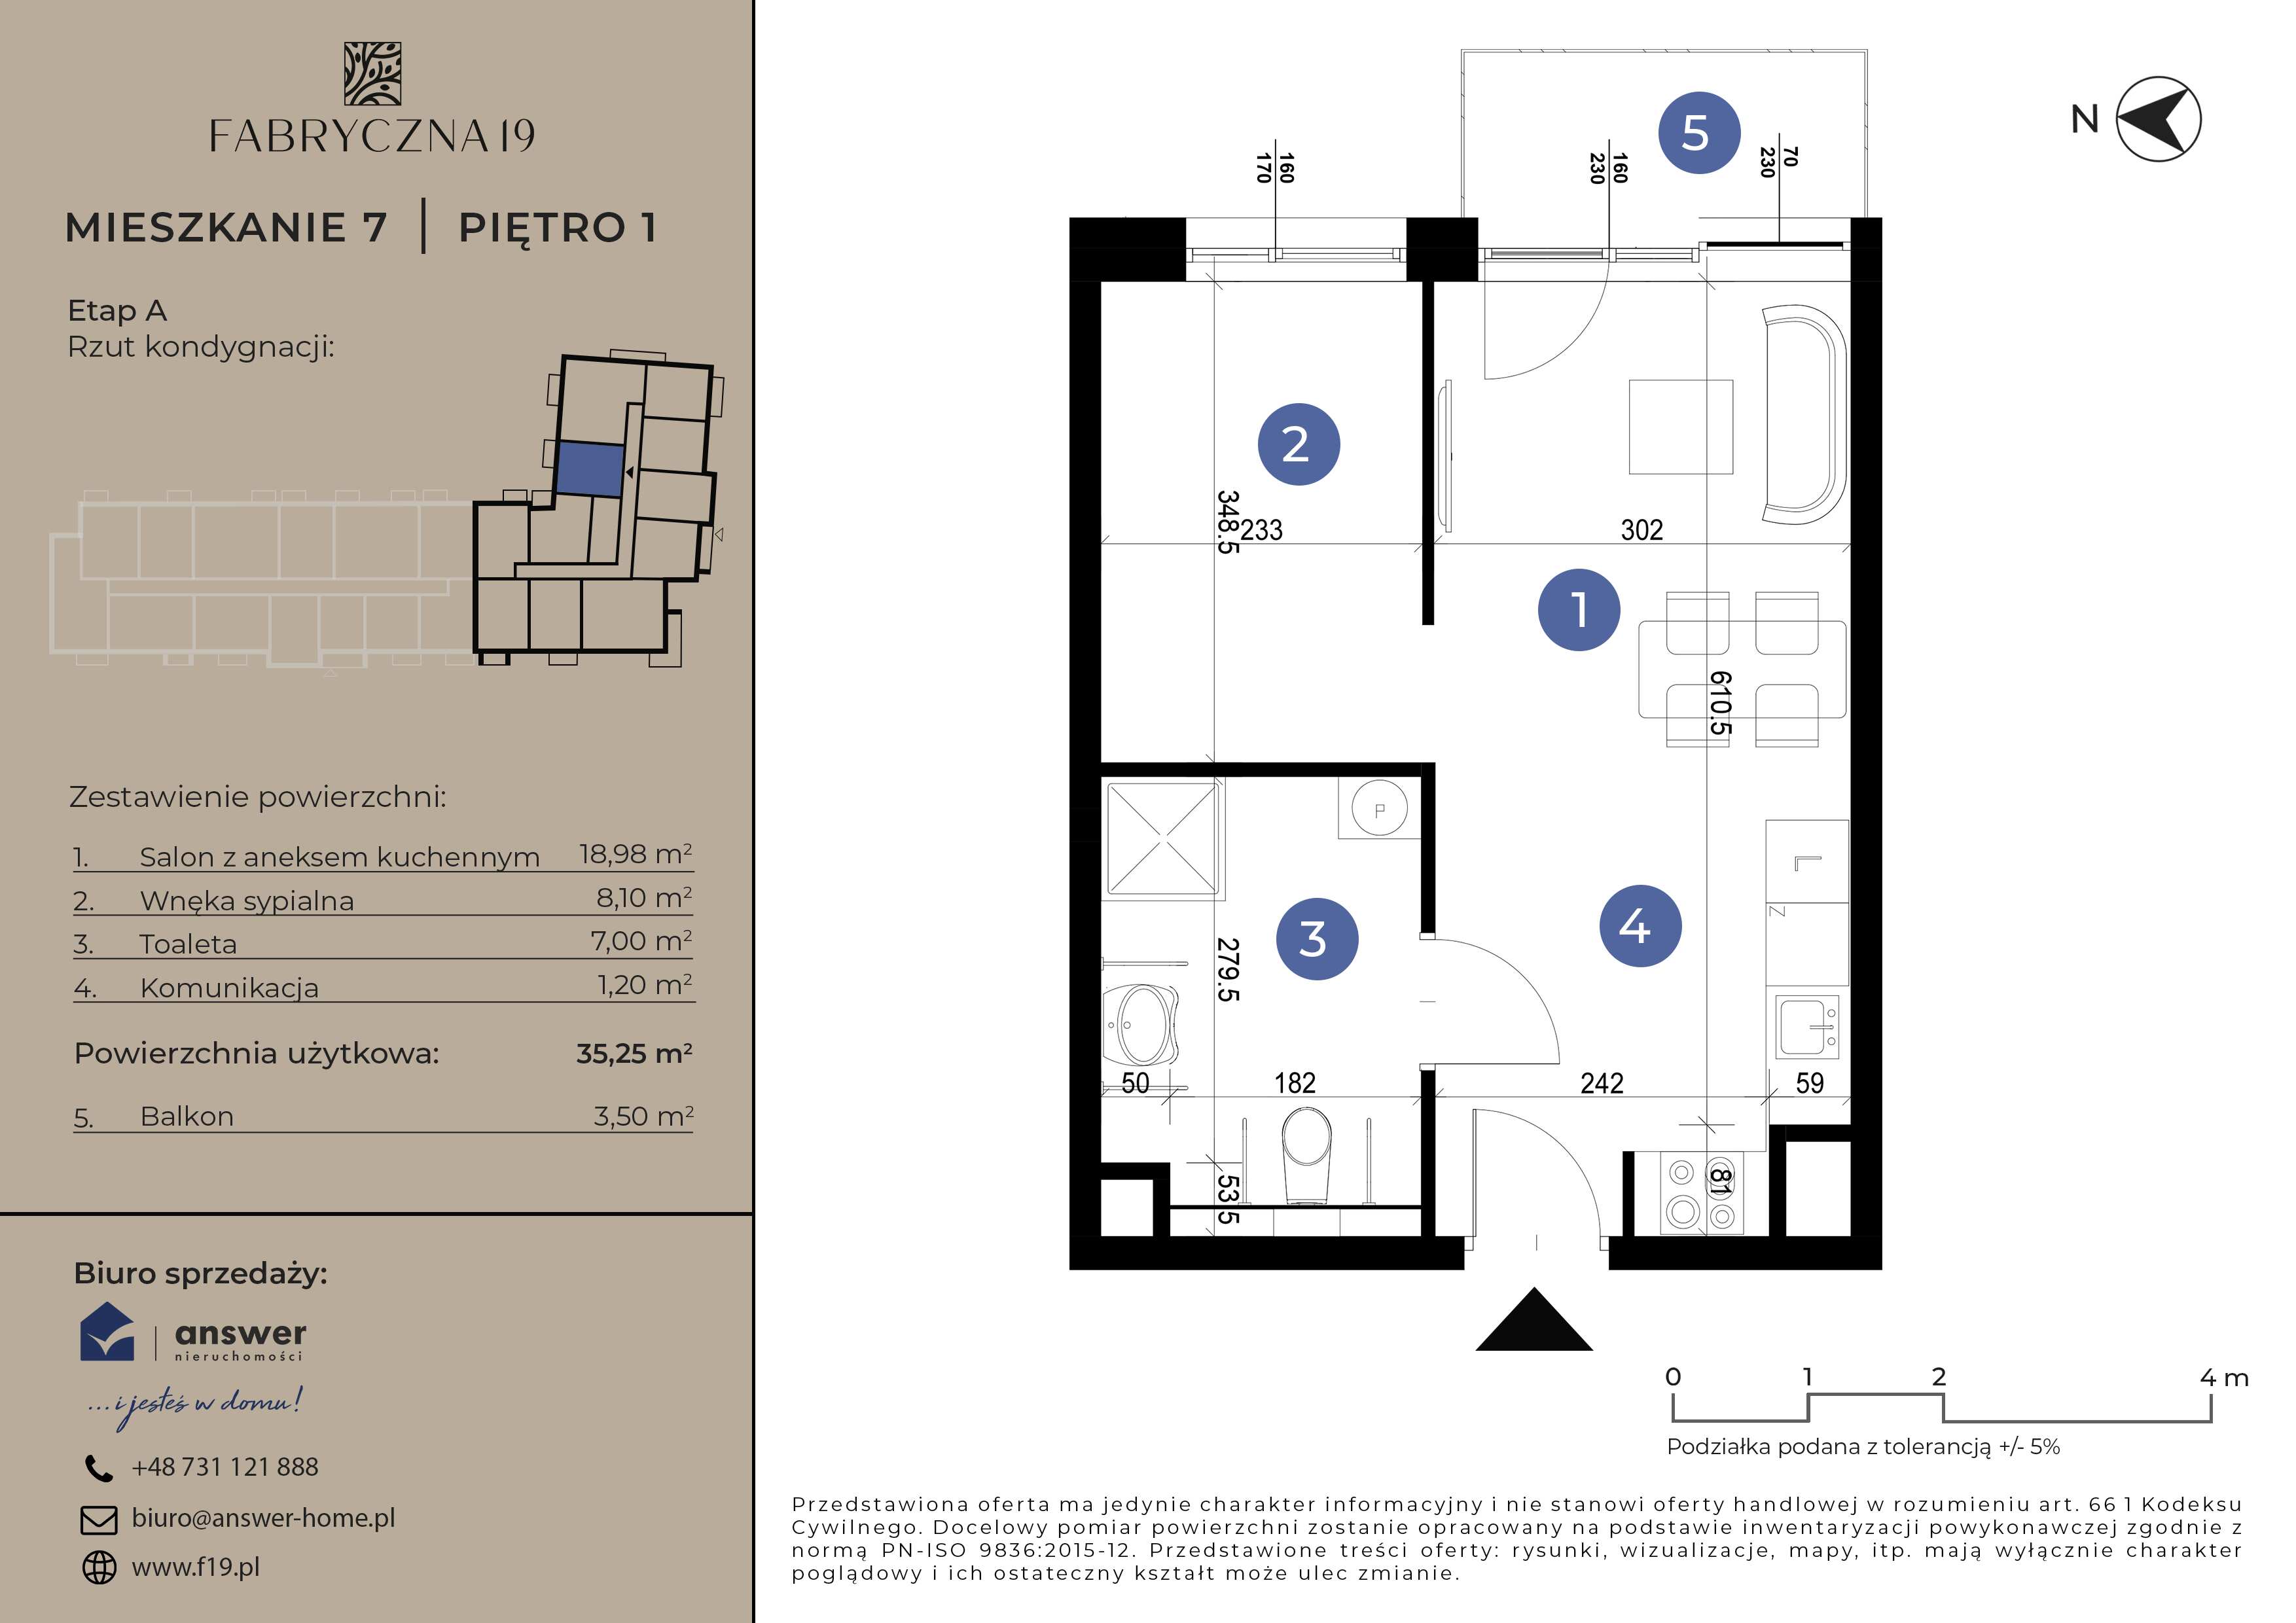 FABRYCZNA 19
MIESZKANIE 7 | PIĘTRO 1
Etap A
Rzut kondygnacji:
Zestawienie powierzchni:
1. Salon z aneksem kuchennym 18,98 m²
2. Wnęka sypialna 8,10 m²
3. Toaleta 7,00 m²
4. Komunikacja 1,20 m²
Powierzchnia użytkowa: 35,25 m²
5. Balkon 3,50 m²
Biuro sprzedaży:
answer
nieruchomości
...i jesteś w domu!
+48 731 121 888
biuro@answer-home.pl
www.f19.pl
N
5
160
170
160
230
70
230
2
348.5
233
302
1
610.5
P
L
Z
3
4
279.5
50
182
242
59
53.5
81
0 1 2 4 m
Podziałka podana z tolerancją +/- 5%
Przedstawiona oferta ma jedynie charakter informacyjny i nie stanowi oferty handlowej w rozumieniu art. 66 1 Kodeksu
Cywilnego. Docelowy pomiar powierzchni zostanie opracowany na podstawie inwentaryzacji powykonawczej zgodnie z
normą PN-ISO 9836:2015-12. Przedstawione treści oferty: rysunki, wizualizacje, mapy, itp. mają wyłącznie charakter
poglądowy i ich ostateczny kształt może ulec zmianie.